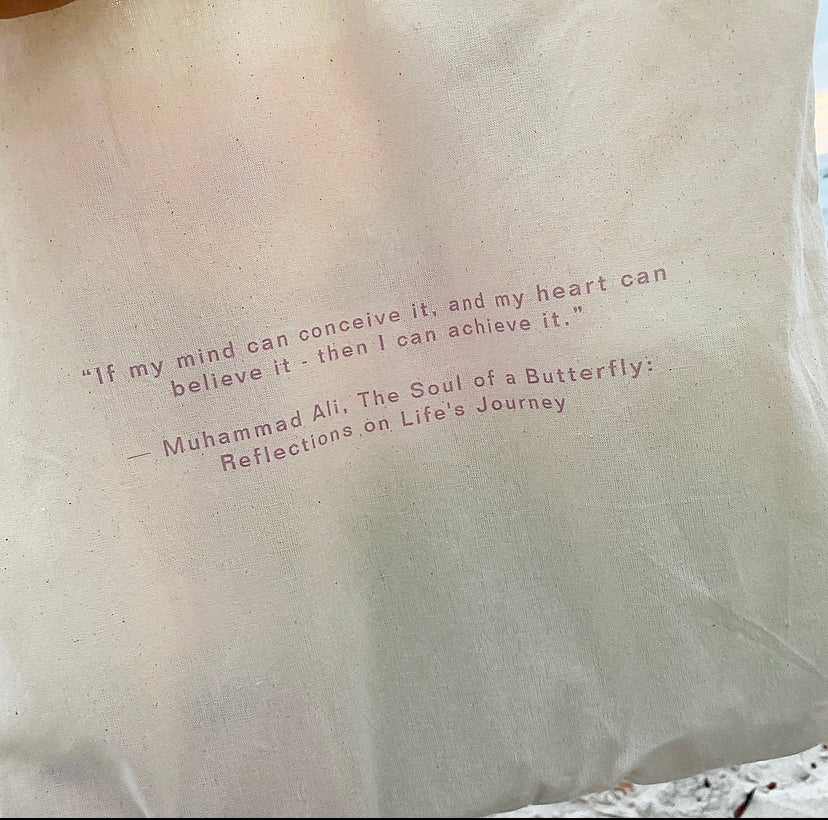 “If my mind can conceive it, and my heart can
believe it - then I can achieve it.”
— Muhammad Ali, The Soul of a Butterfly:
Reflections on Life's Journey